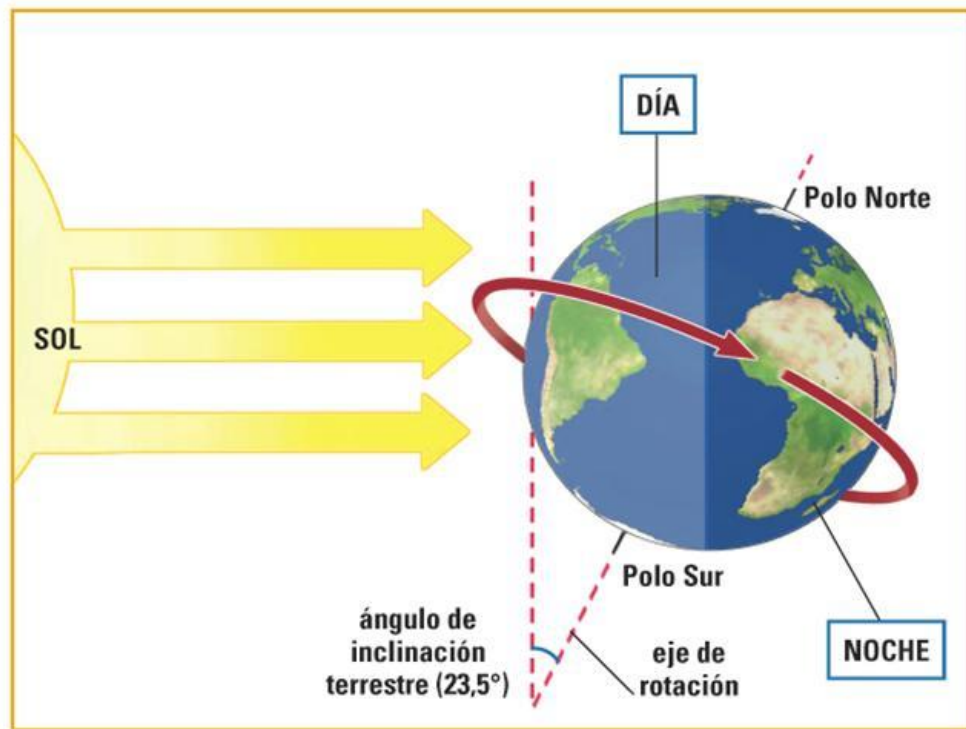 DÍA
Polo Norte
SOL
Polo Sur
ángulo de
inclinación
terrestre (23,5°)
eje de
rotación
NOCHE